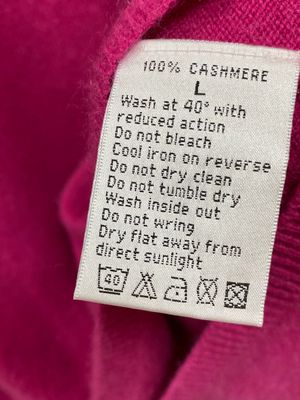 100% CASHMERE
L
Wash at 40° with
reduced action
Do not bleach
Cool iron on reverse
Do not dry clean
Do not tumble dry
Wash inside out
Do not wring
Dry flat away from
direct sunlight
40